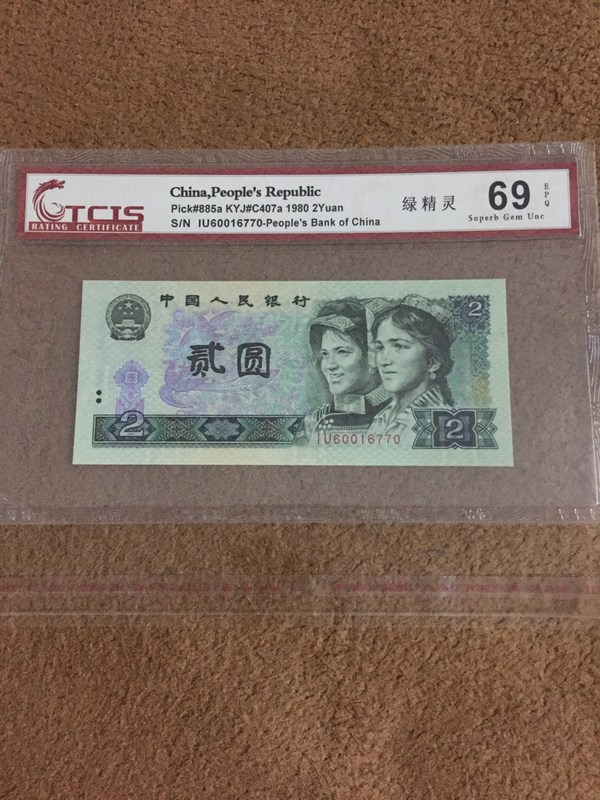 TCIS
RATING CERTIFICATE
China,People's Republic
Pick#885a KYJ#C407a 1980 2Yuan
S/N IU60016770-People's Bank of China
绿精灵
69
EPQ
Superb Gem Unc
中国人民银行
贰圆
2
2
IU60016770
2